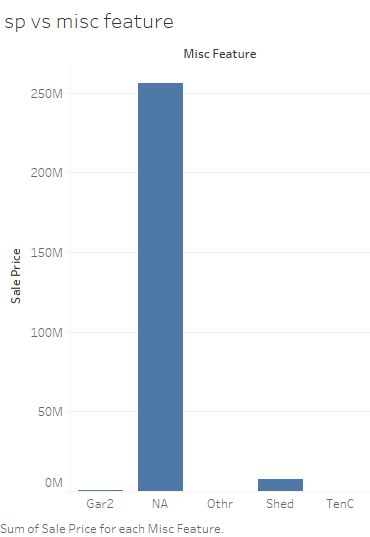 sp vs misc feature
Misc Feature
250M
200M
150M
100M
50M
0M
Sale Price
Gar2 NA Othr Shed TenC
Sum of Sale Price for each Misc Feature.